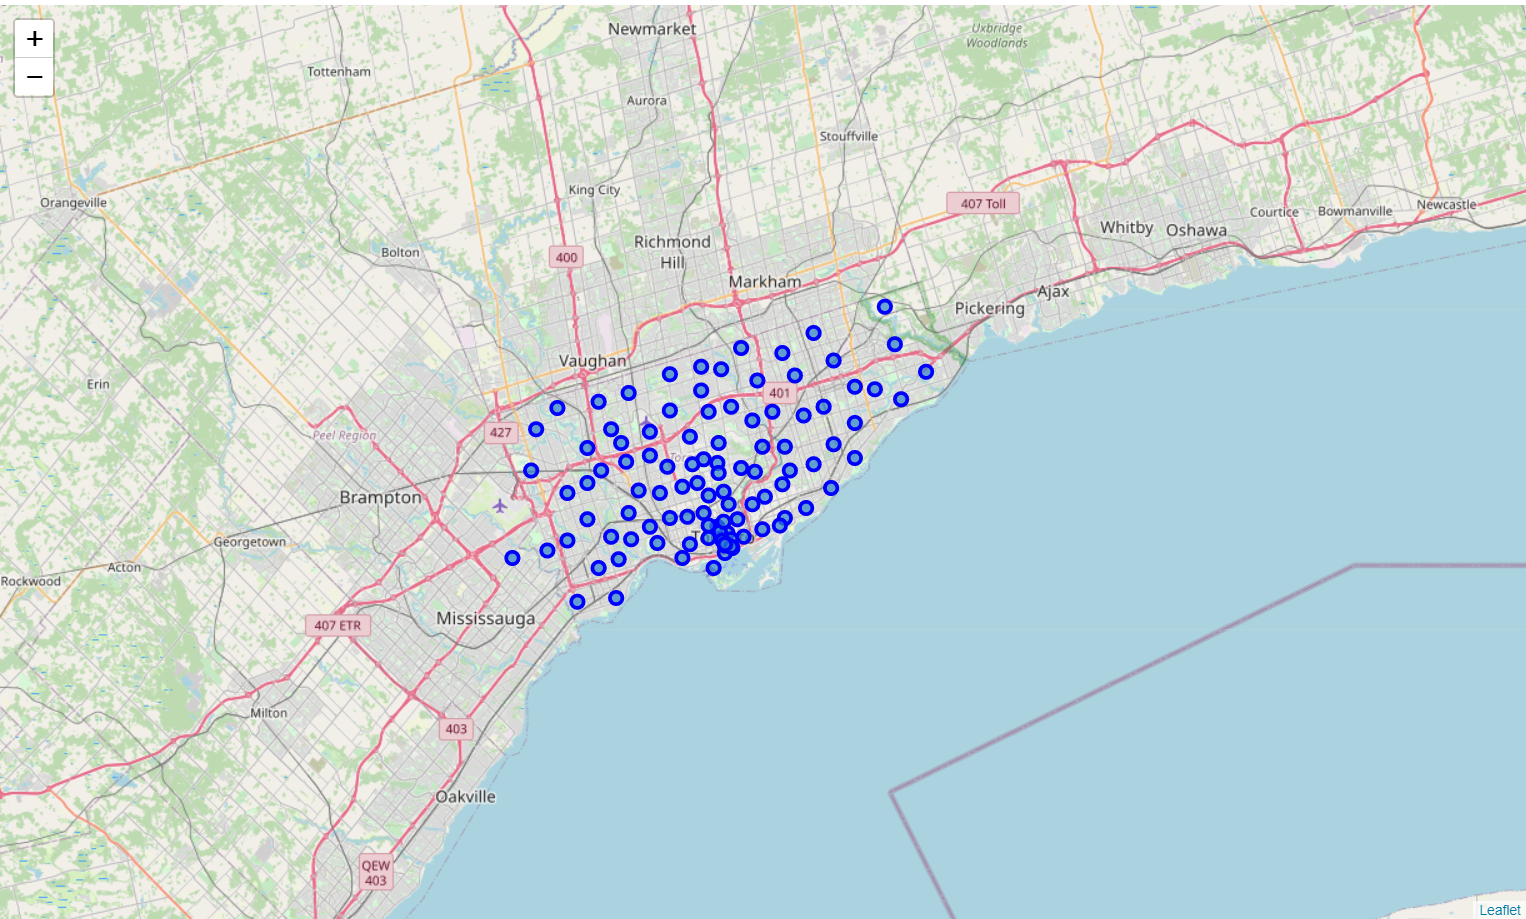 +
−
Newmarket
Uxbridge
Woodlands
Tottenham
Aurora
Stouffville
King City
Orangeville
407 Toll
Newcastle
Courtice
Bowmanville
Whitby
Oshawa
Richmond
Hill
Bolton
400
Markham
Ajax
Pickering
Vaughan
Erin
401
427
Peel Region
Brampton
Georgetown
Acton
Rockwood
Mississauga
407 ETR
Milton
403
Oakville
QEW
403
Leaflet